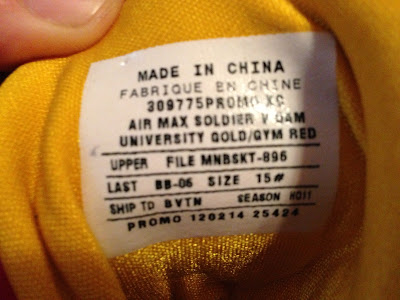 MADE IN CHINA
FABRIQUE EN CHINE
309775PROMO XC
AIR MAX SOLDIER V GAM
UNIVERSITY GOLD/GYM RED
UPPER FILE MNBSKT-896
LAST BB-06 SIZE 15#
SHIP TO BVTN SEASON HO11
PROMO 120214 25424